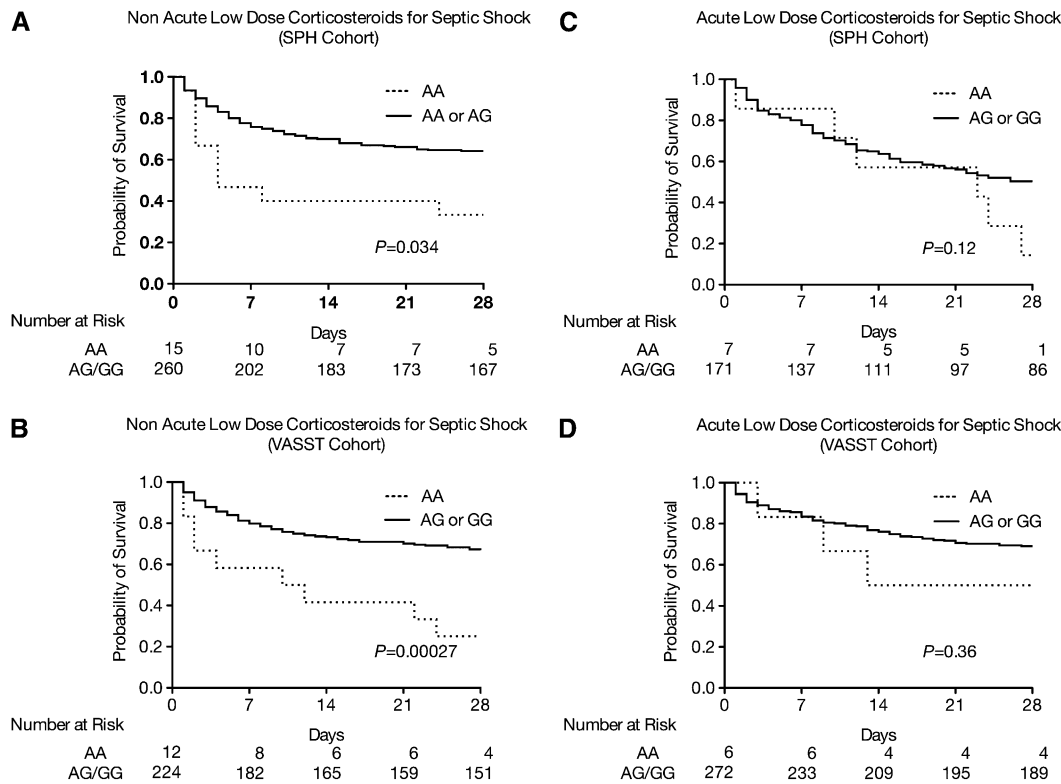 A
Non Acute Low Dose Corticosteroids for Septic Shock
(SPH Cohort)
Probability of Survival
1.0
0.8
0.6
0.4
0.2
0.0
AA
AA or AG
P=0.034
0 7 14 21 28
Days
Number at Risk
AA 15 10 7 7 5
AG/GG 260 202 183 173 167
C
Acute Low Dose Corticosteroids for Septic Shock
(SPH Cohort)
Probability of Survival
1.0
0.8
0.6
0.4
0.2
0.0
AA
AG or GG
P=0.12
0 7 14 21 28
Days
Number at Risk
AA 7 7 5 5 1
AG/GG 171 137 111 97 86
B
Non Acute Low Dose Corticosteroids for Septic Shock
(VASST Cohort)
Probability of Survival
1.0
0.8
0.6
0.4
0.2
0.0
AA
AG or GG
P=0.00027
0 7 14 21 28
Days
Number at Risk
AA 12 8 6 6 4
AG/GG 224 182 165 159 151
D
Acute Low Dose Corticosteroids for Septic Shock
(VASST Cohort)
Probability of Survival
1.0
0.8
0.6
0.4
0.2
0.0
AA
AG or GG
P=0.36
0 7 14 21 28
Days
Number at Risk
AA 6 6 4 4 4
AG/GG 272 233 209 195 189